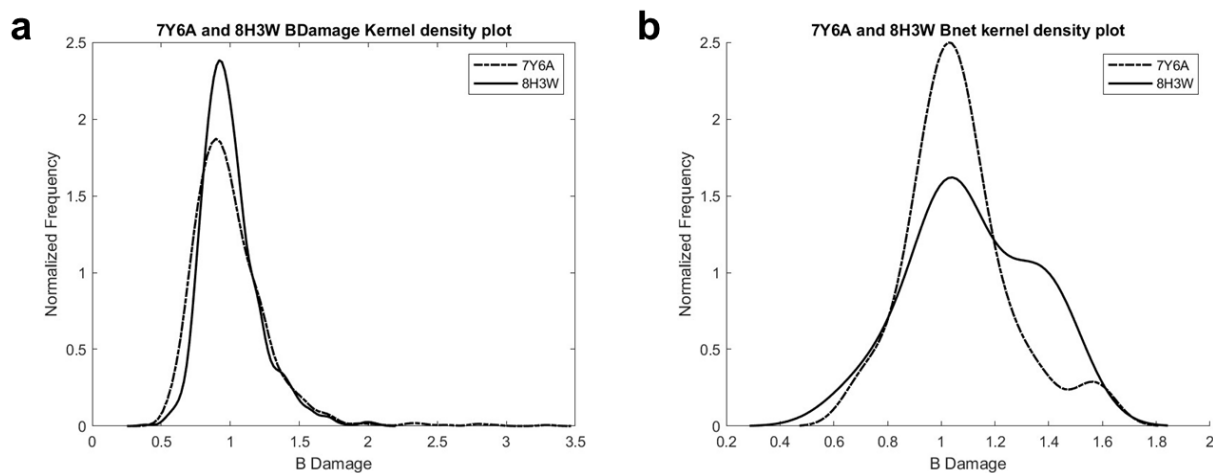 a
7Y6A and 8H3W BDamage Kernel density plot
2.5
2
1.5
1
0.5
0
Normalized Frequency
7Y6A
8H3W
0 0.5 1 1.5 2 2.5 3 3.5
B Damage
b
7Y6A and 8H3W Bnet kernel density plot
2.5
2
1.5
1
0.5
0
Normalized Frequency
7Y6A
8H3W
0.2 0.4 0.6 0.8 1 1.2 1.4 1.6 1.8 2
B Damage